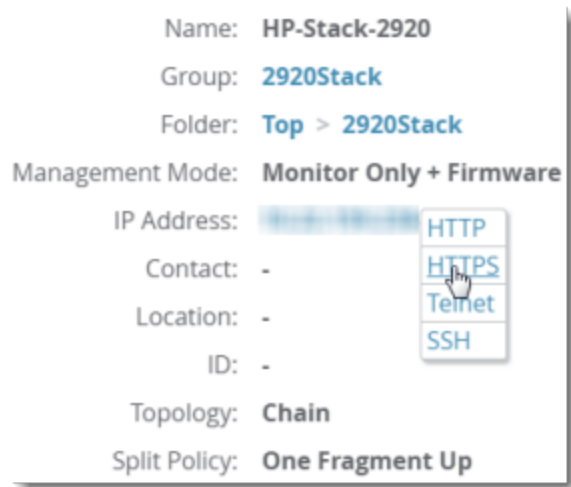 Name: HP-Stack-2920
Group: 2920Stack
Folder: Top > 2920Stack
Management Mode: Monitor Only + Firmware
IP Address:
HTTP
HTTPS
Contact: -
Telnet
Location: -
SSH
ID: -
Topology: Chain
Split Policy: One Fragment Up